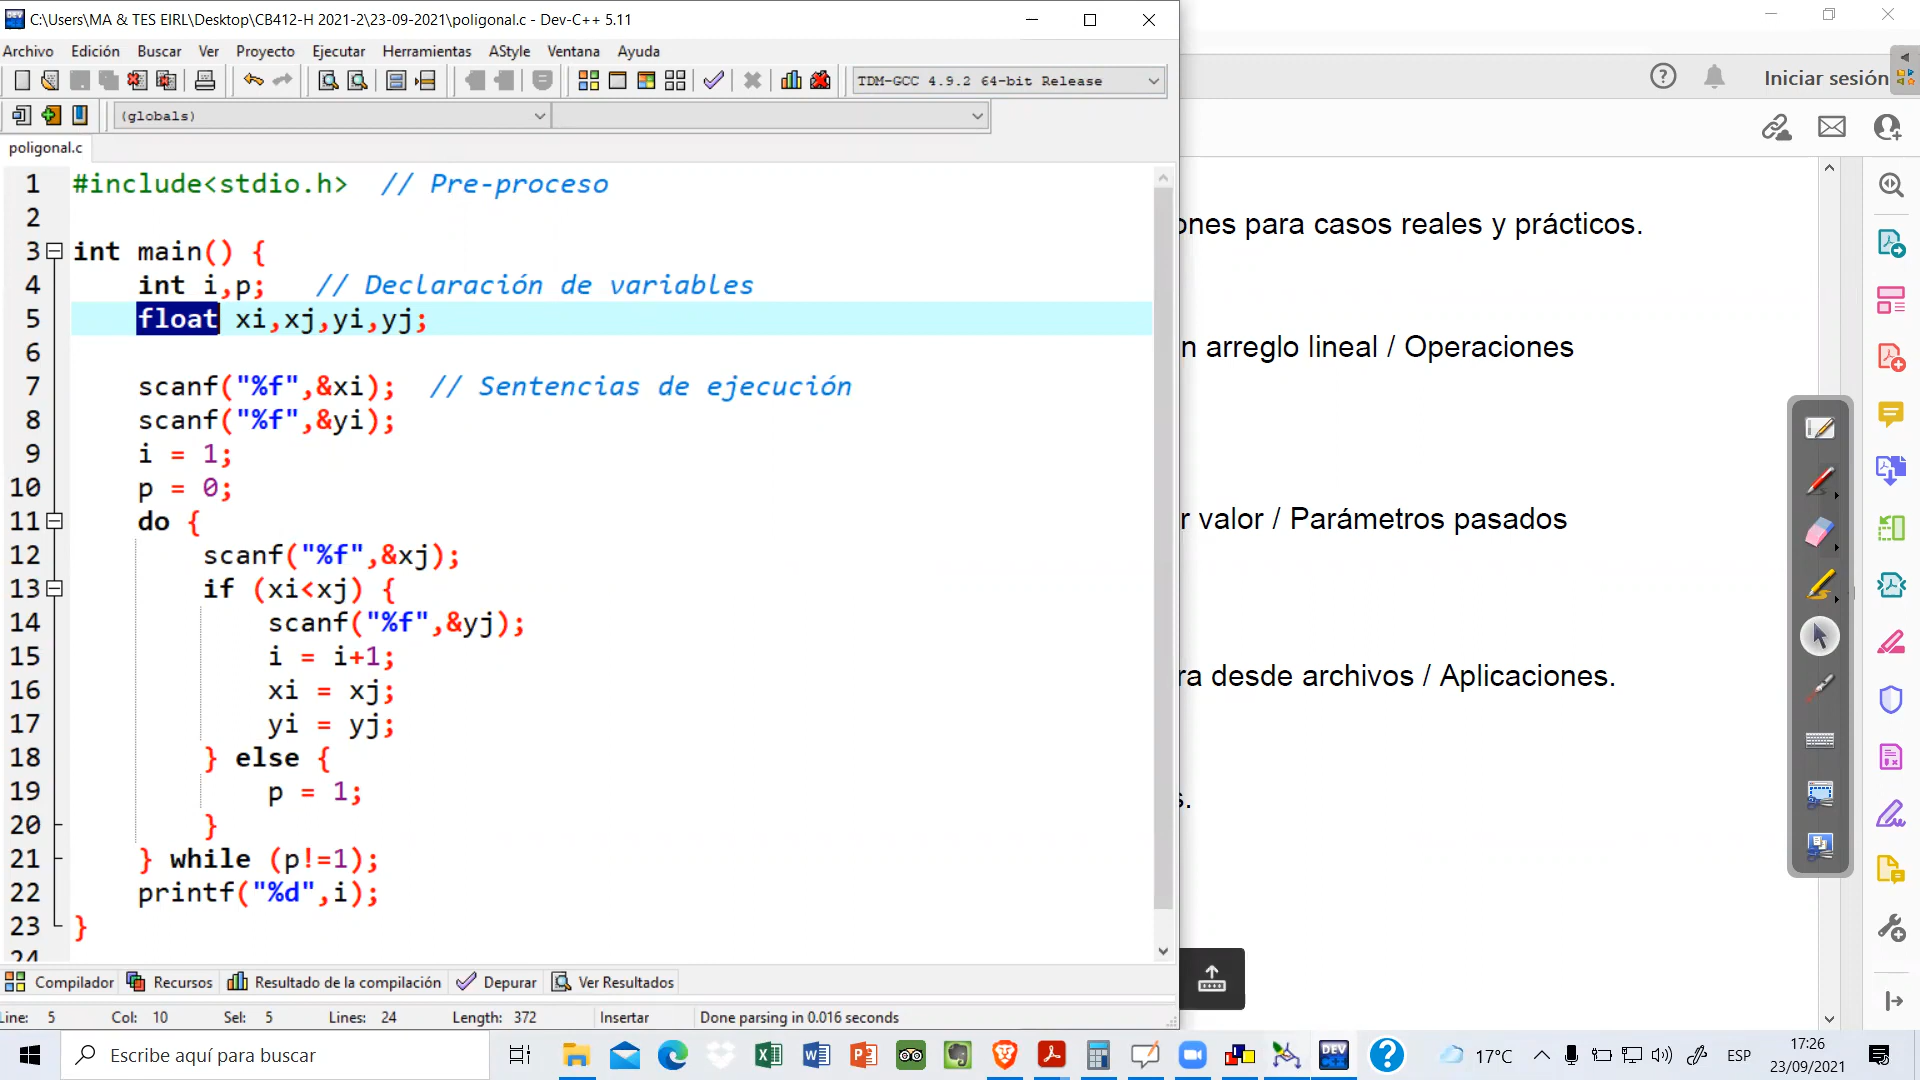 C:\Users\MA & TES EIRL\Desktop\CB412-H 2021-2\23-09-2021\poligonal.c - Dev-C++ 5.11
Archivo Edición Buscar Ver Proyecto Ejecutar Herramientas AStyle Ventana Ayuda
TDM-GCC 4.9.2 64-bit Release
(globals)
poligonal.c
1 #include<stdio.h> // Pre-proceso
2
3 int main() {
4 int i,p; // Declaración de variables
5 float xi,xj,yi,yj;
6
7 scanf("%f",&xi); // Sentencias de ejecución
8 scanf("%f",&yi);
9 i = 1;
10 p = 0;
11 do {
12 scanf("%f",&xj);
13 if (xi<xj) {
14 scanf("%f",&yj);
15 i = i+1;
16 xi = xj;
17 yi = yj;
18 } else {
19 p = 1;
20 }
21 } while (p!=1);
22 printf("%d",i);
23 }
24
Compilador Recursos Resultado de la compilación Depurar Ver Resultados
Line: 5 Col: 10 Sel: 5 Lines: 24 Length: 372 Insertar Done parsing in 0.016 seconds
Iniciar sesión
ones para casos reales y prácticos.
n arreglo lineal / Operaciones
r valor / Parámetros pasados
ra desde archivos / Aplicaciones.
s.
Escribe aquí para buscar
DEV
17°C
ESP
17:26
23/09/2021